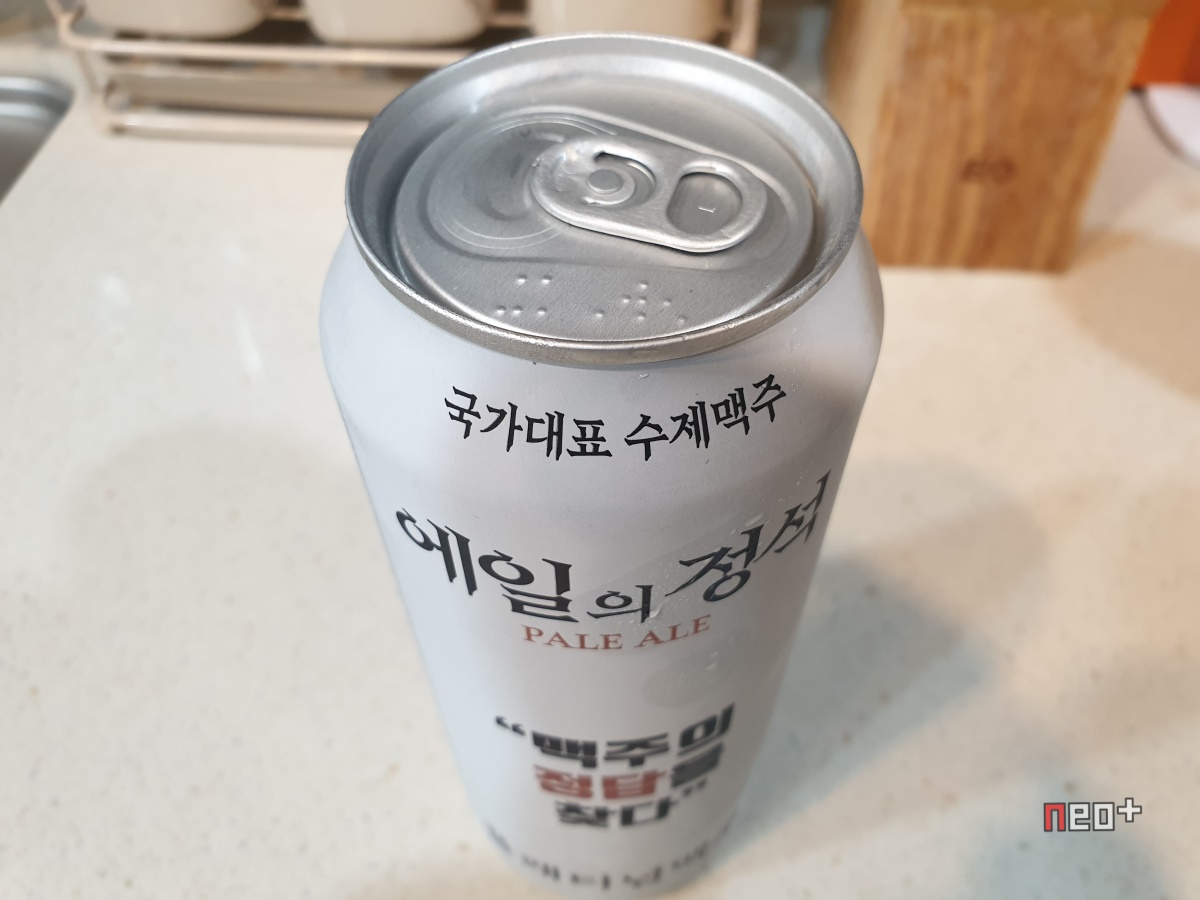 국가대표 수제맥주
에일의 정석
PALE ALE
“맥주의
정답을
찾다”
neo+